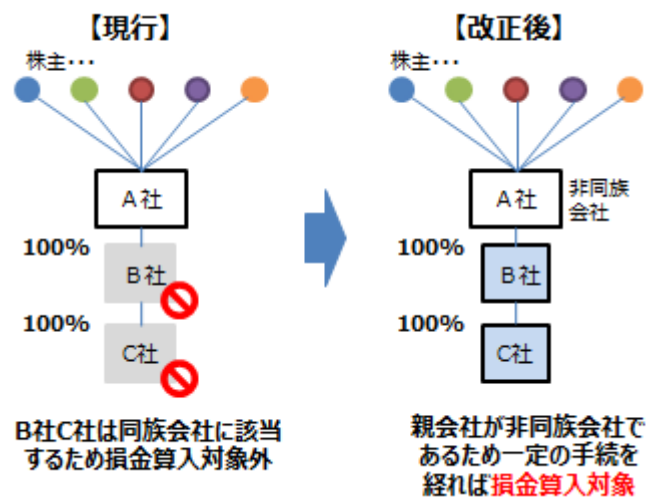 【現行】
株主・・・
A社
100%
B社
100%
C社
B社C社は同族会社に該当
するため損金算入対象外
【改正後】
株主・・・
A社
非同族
会社
100%
B社
100%
C社
親会社が非同族会社で
あるため一定の手続を
経れば損金算入対象